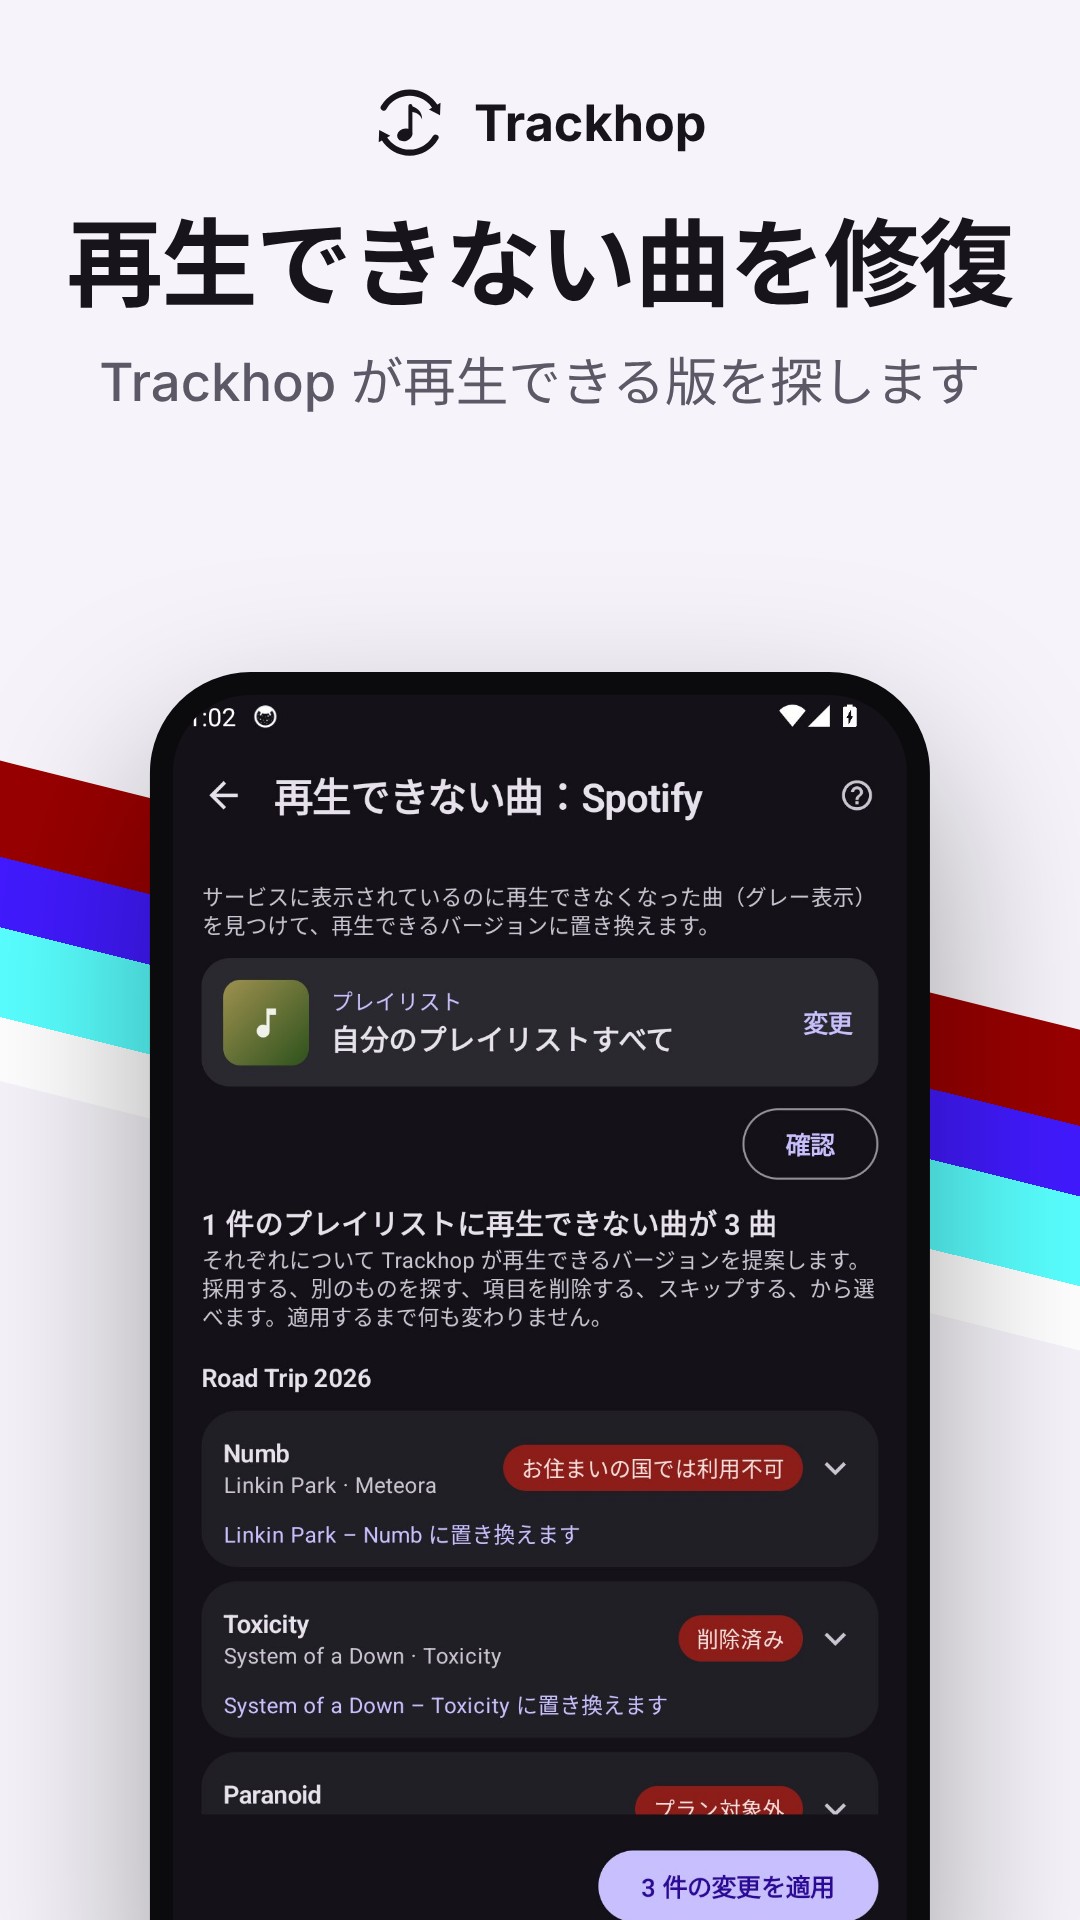 Trackhop
再生できない曲を修復
Trackhop が再生できる版を探します
:02
再生できない曲：Spotify
サービスに表示されているのに再生できなくなった曲（グレー表示）
を見つけて、再生できるバージョンに置き換えます。
プレイリスト
自分のプレイリストすべて
変更
確認
1 件のプレイリストに再生できない曲が 3 曲
それぞれについて Trackhop が再生できるバージョンを提案します。
採用する、別のものを探す、項目を削除する、スキップする、から選
べます。適用するまで何も変わりません。
Road Trip 2026
Numb
お住まいの国では利用不可
Linkin Park · Meteora
Linkin Park – Numb に置き換えます
Toxicity
削除済み
System of a Down · Toxicity
System of a Down – Toxicity に置き換えます
Paranoid
プラン対象外
3 件の変更を適用